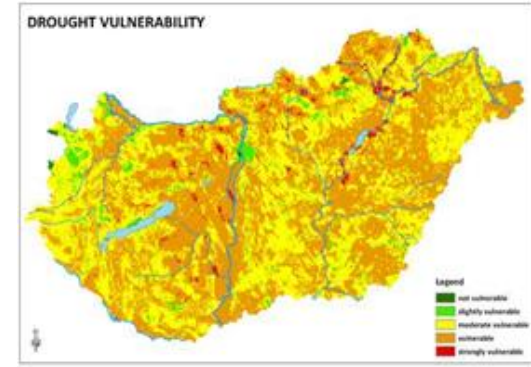 DROUGHT VULNERABILITY
Legend
not vulnerable
slightly vulnerable
moderate vulnerable
vulnerable
strongly vulnerable